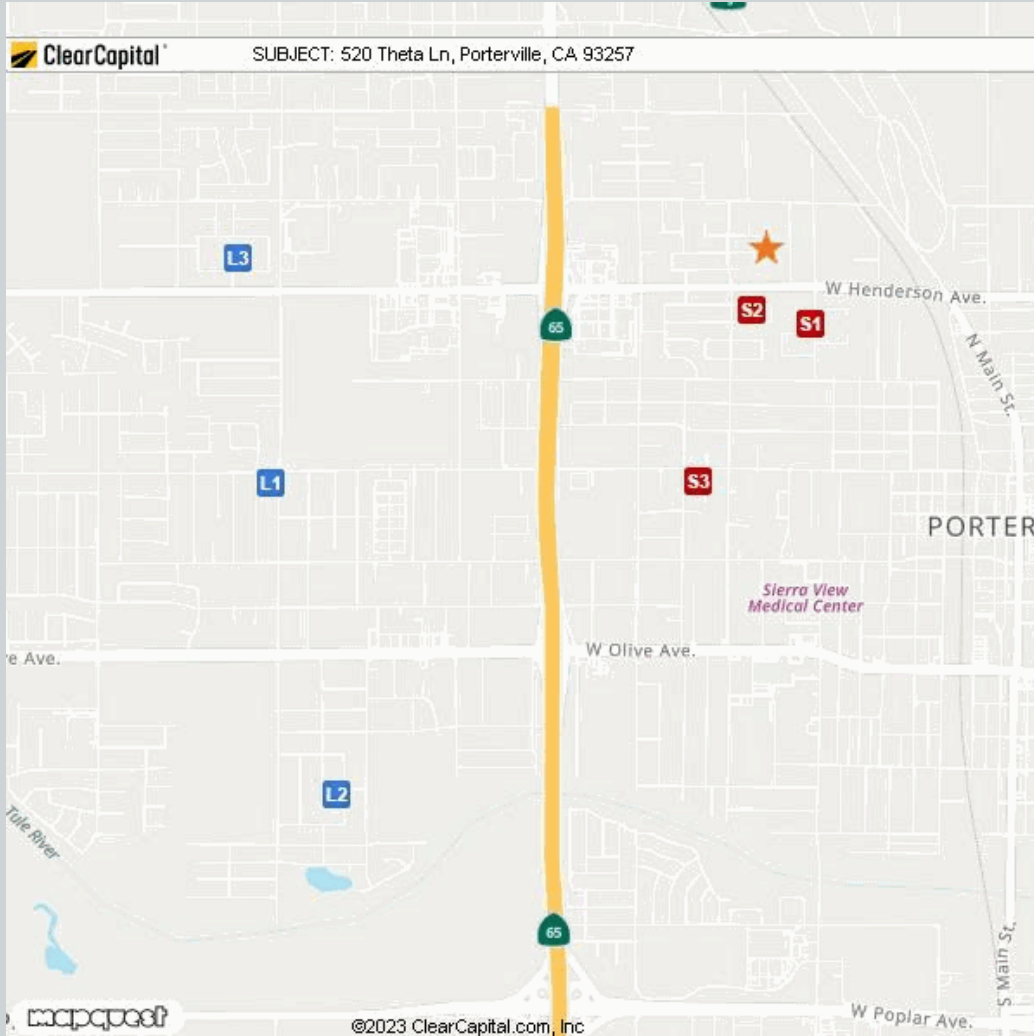 ClearCapital
SUBJECT: 520 Theta Ln, Porterville, CA 93257
L3
W Henderson Ave.
S2
S1
65
N Main St.
L1
S3
PORTER
Sierra View
Medical Center
W Olive Ave.
e Ave.
L2
Tule River
65
S Main St.
W Poplar Ave.
mapquest
©2023 ClearCapital.com, Inc